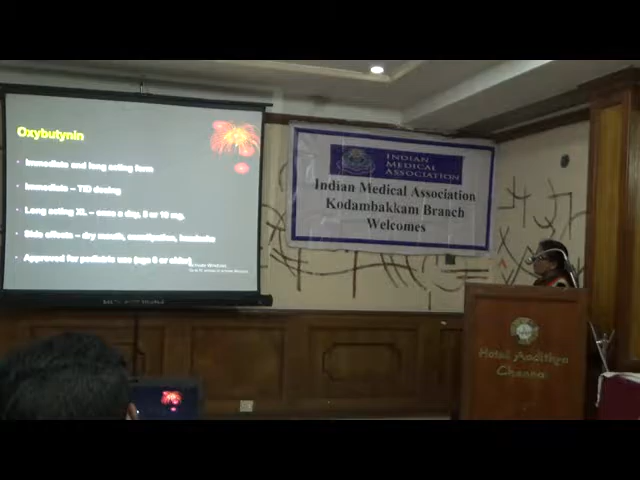 Oxybutynin
Immediate and long acting form
Immediate – TID dosing
Long acting XL – once a day, 5 or 10 mg.
Side effects – dry mouth, constipation, headache
Approved for pediatric use (age 6 or older)
Activate Windows
INDIAN
MEDICAL
ASSOCIATION
Indian Medical Association
Kodambakkam Branch
Welcomes
Hotel Aadithya
Chennai